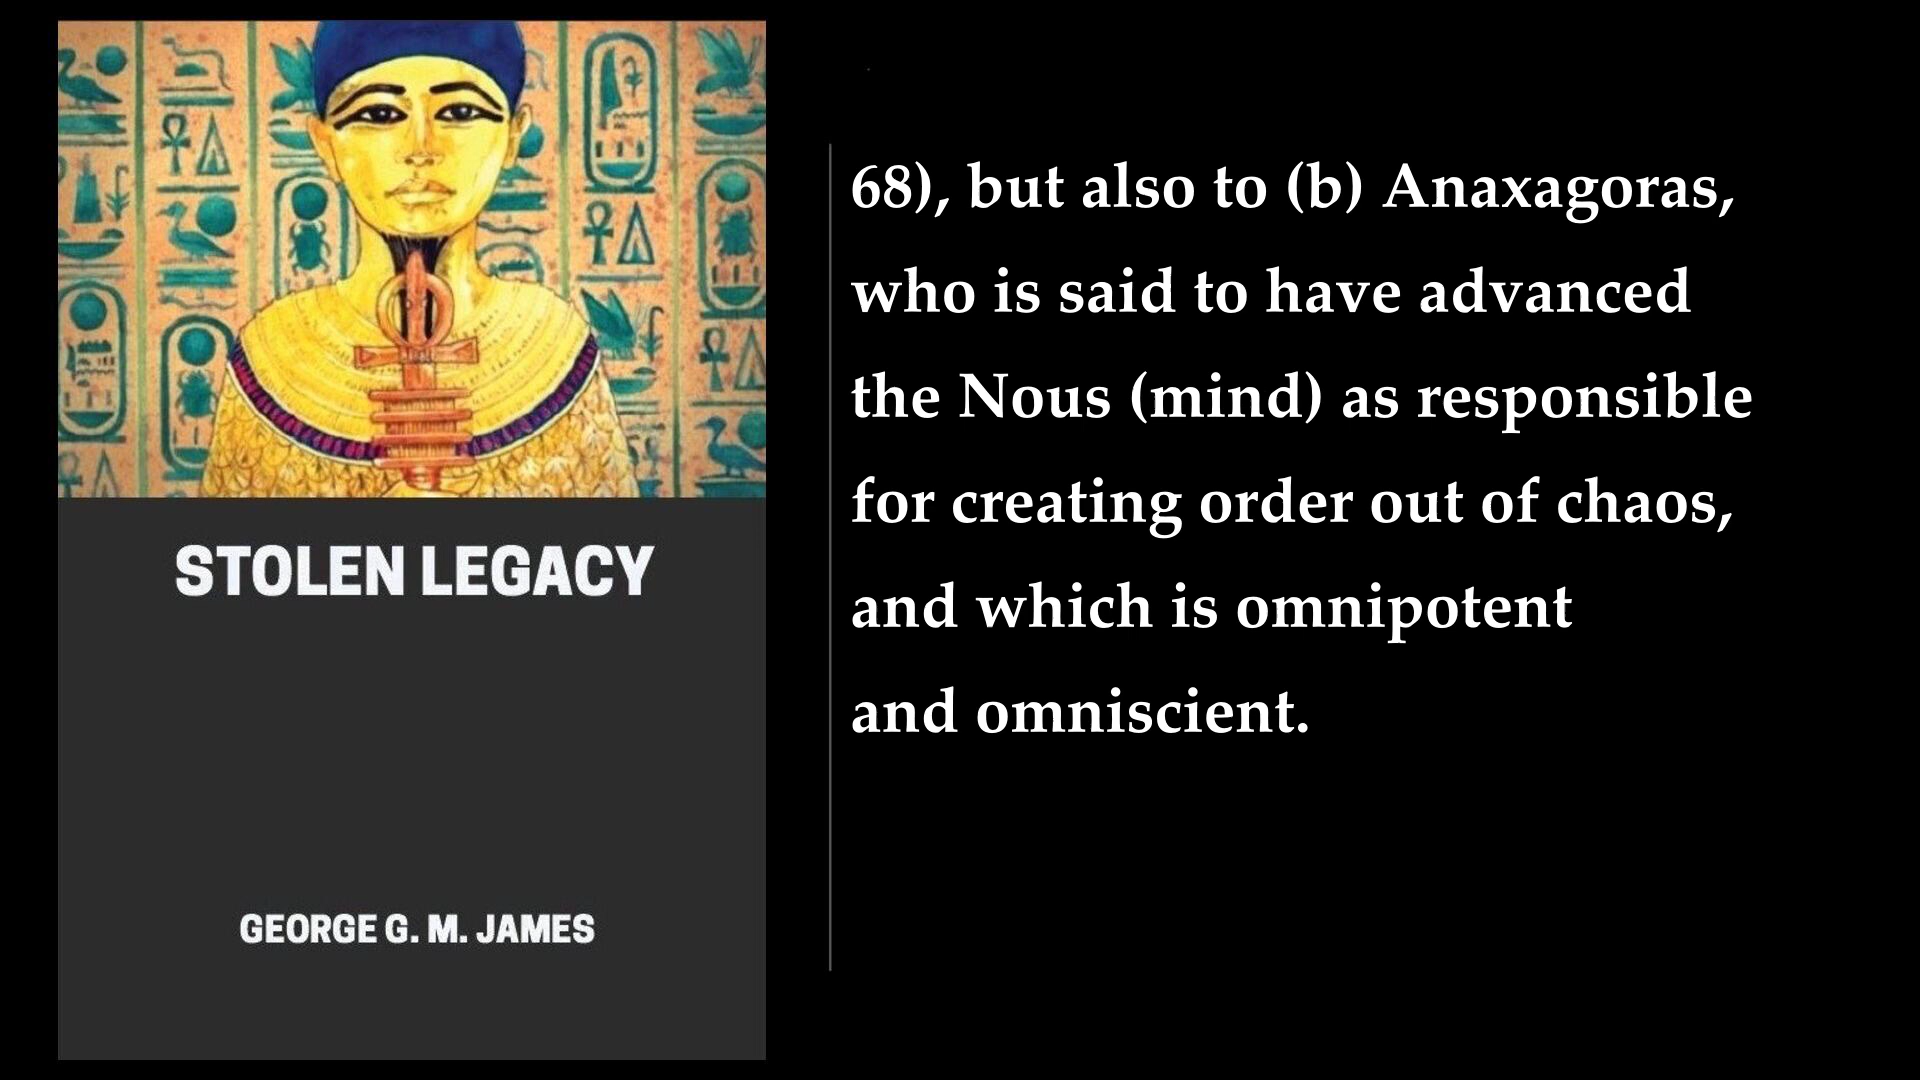 STOLEN LEGACY
GEORGE G. M. JAMES
68), but also to (b) Anaxagoras,
who is said to have advanced
the Nous (mind) as responsible
for creating order out of chaos,
and which is omnipotent
and omniscient.